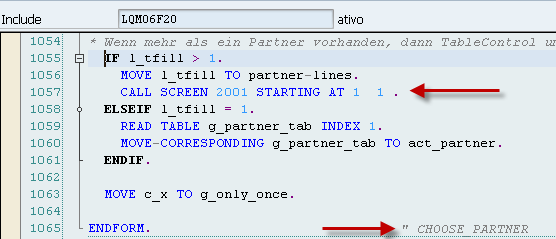 Include LQM06F20 ativo
1054 * Wenn mehr als ein Partner vorhanden, dann TableControl
1055 IF l_tfill > 1.
1056 MOVE l_tfill TO partner-lines.
1057 CALL SCREEN 2001 STARTING AT 1 1 .
1058 ELSEIF l_tfill = 1.
1059 READ TABLE g_partner_tab INDEX 1.
1060 MOVE-CORRESPONDING g_partner_tab TO act_partner.
1061 ENDIF.
1062
1063 MOVE c_x TO g_only_once.
1064
1065 ENDFORM. " CHOOSE PARTNER